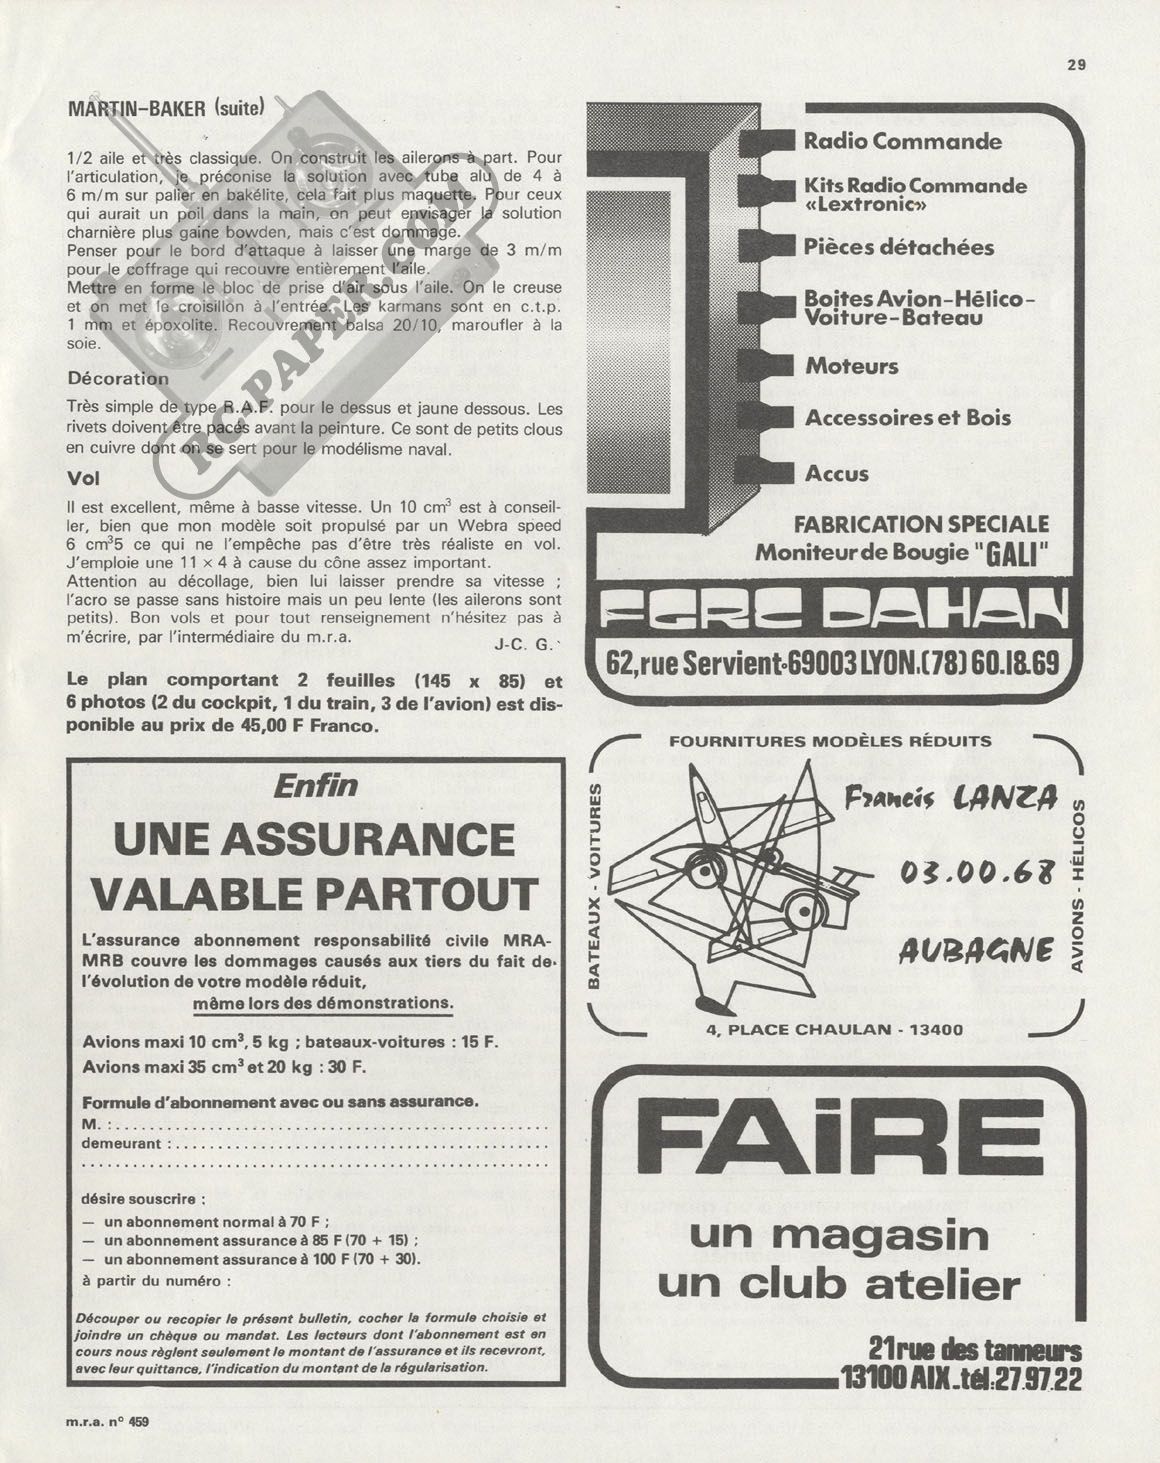 29
MARTIN-BAKER (suite)
1/2 aile et très classique. On construit les ailerons à part. Pour
l'articulation, je préconise la solution avec tube alu de 4 à
6 m/m sur palier en bakélite, cela fait plus maquette. Pour ceux
qui aurait un poil dans la main, on peut envisager la solution
charnière plus gaine bowden, mais c'est dommage.
Penser pour le bord d'attaque à laisser une marge de 3 m/m
pour le coffrage qui recouvre entièrement l'aile.
Mettre en forme le bloc de prise d'air sous l'aile. On le creuse
et on met le croisillon à l'entrée. Les karmans sont en c.t.p.
1 mm et époxolite. Recouvrement balsa 20/10, maroufler à la
soie.
Décoration
Très simple de type R.A.F. pour le dessus et jaune dessous. Les
rivets doivent être pacés avant la peinture. Ce sont de petits clous
en cuivre dont on se sert pour le modélisme naval.
Vol
Il est excellent, même à basse vitesse. Un 10 cm³ est à conseil-
ler, bien que mon modèle soit propulsé par un Webra speed
6 cm³5 ce qui ne l'empêche pas d'être très réaliste en vol.
J'emploie une 11 x 4 à cause du cône assez important.
Attention au décollage, bien lui laisser prendre sa vitesse ;
l'acro se passe sans histoire mais un peu lente (les ailerons sont
petits). Bon vols et pour tout renseignement n'hésitez pas à
m'écrire, par l'intermédiaire du m.r.a.
J-C. G.
Le plan comportant 2 feuilles (145 x 85) et
6 photos (2 du cockpit, 1 du train, 3 de l'avion) est dis-
ponible au prix de 45,00 F Franco.
RC-PAPER.COM
Enfin
UNE ASSURANCE
VALABLE PARTOUT
L'assurance abonnement responsabilité civile MRA-
MRB couvre les dommages causés aux tiers du fait de
l'évolution de votre modèle réduit,
même lors des démonstrations.
Avions maxi 10 cm³, 5 kg ; bateaux-voitures : 15 F.
Avions maxi 35 cm³ et 20 kg : 30 F.
Formule d'abonnement avec ou sans assurance.
M. :......................................................
demeurant :...............................................
..........................................................
désire souscrire :
— un abonnement normal à 70 F ;
— un abonnement assurance à 85 F (70 + 15) ;
— un abonnement assurance à 100 F (70 + 30).
à partir du numéro :
Découper ou recopier le présent bulletin, cocher la formule choisie et
joindre un chèque ou mandat. Les lecteurs dont l'abonnement est en
cours nous règlent seulement le montant de l'assurance et ils recevront,
avec leur quittance, l'indication du montant de la régularisation.
m.r.a. n° 459
Radio Commande
Kits Radio Commande
«Lextronic»
Pièces détachées
Boites Avion-Hélico-
Voiture-Bateau
Moteurs
Accessoires et Bois
Accus
FABRICATION SPECIALE
Moniteur de Bougie "GALI"
FGRC DAHAN
62, rue Servient.69003 LYON.(78) 60.18.69
FOURNITURES MODÈLES RÉDUITS
BATEAUX - VOITURES
Francis LANZA
03.00.68
AUBAGNE
AVIONS - HÉLICOS
4, PLACE CHAULAN - 13400
FAiRE
un magasin
un club atelier
21 rue des tanneurs
13100 AIX_tél:27.97.22